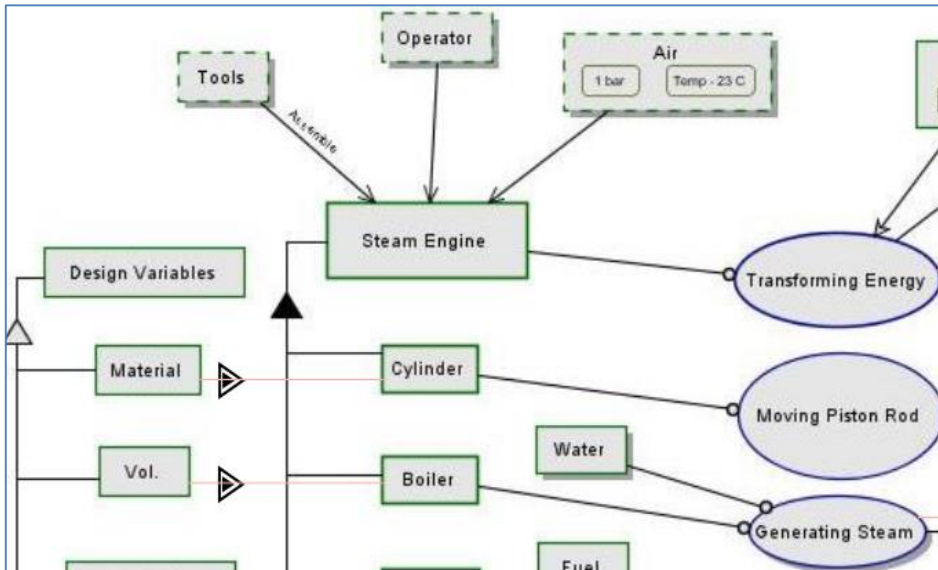 Operator
Tools
Air
1 bar
Temp - 23 C
Assemble
Steam Engine
Design Variables
Transforming Energy
Material
Cylinder
Moving Piston Rod
Water
Vol.
Boiler
Generating Steam
Fuel